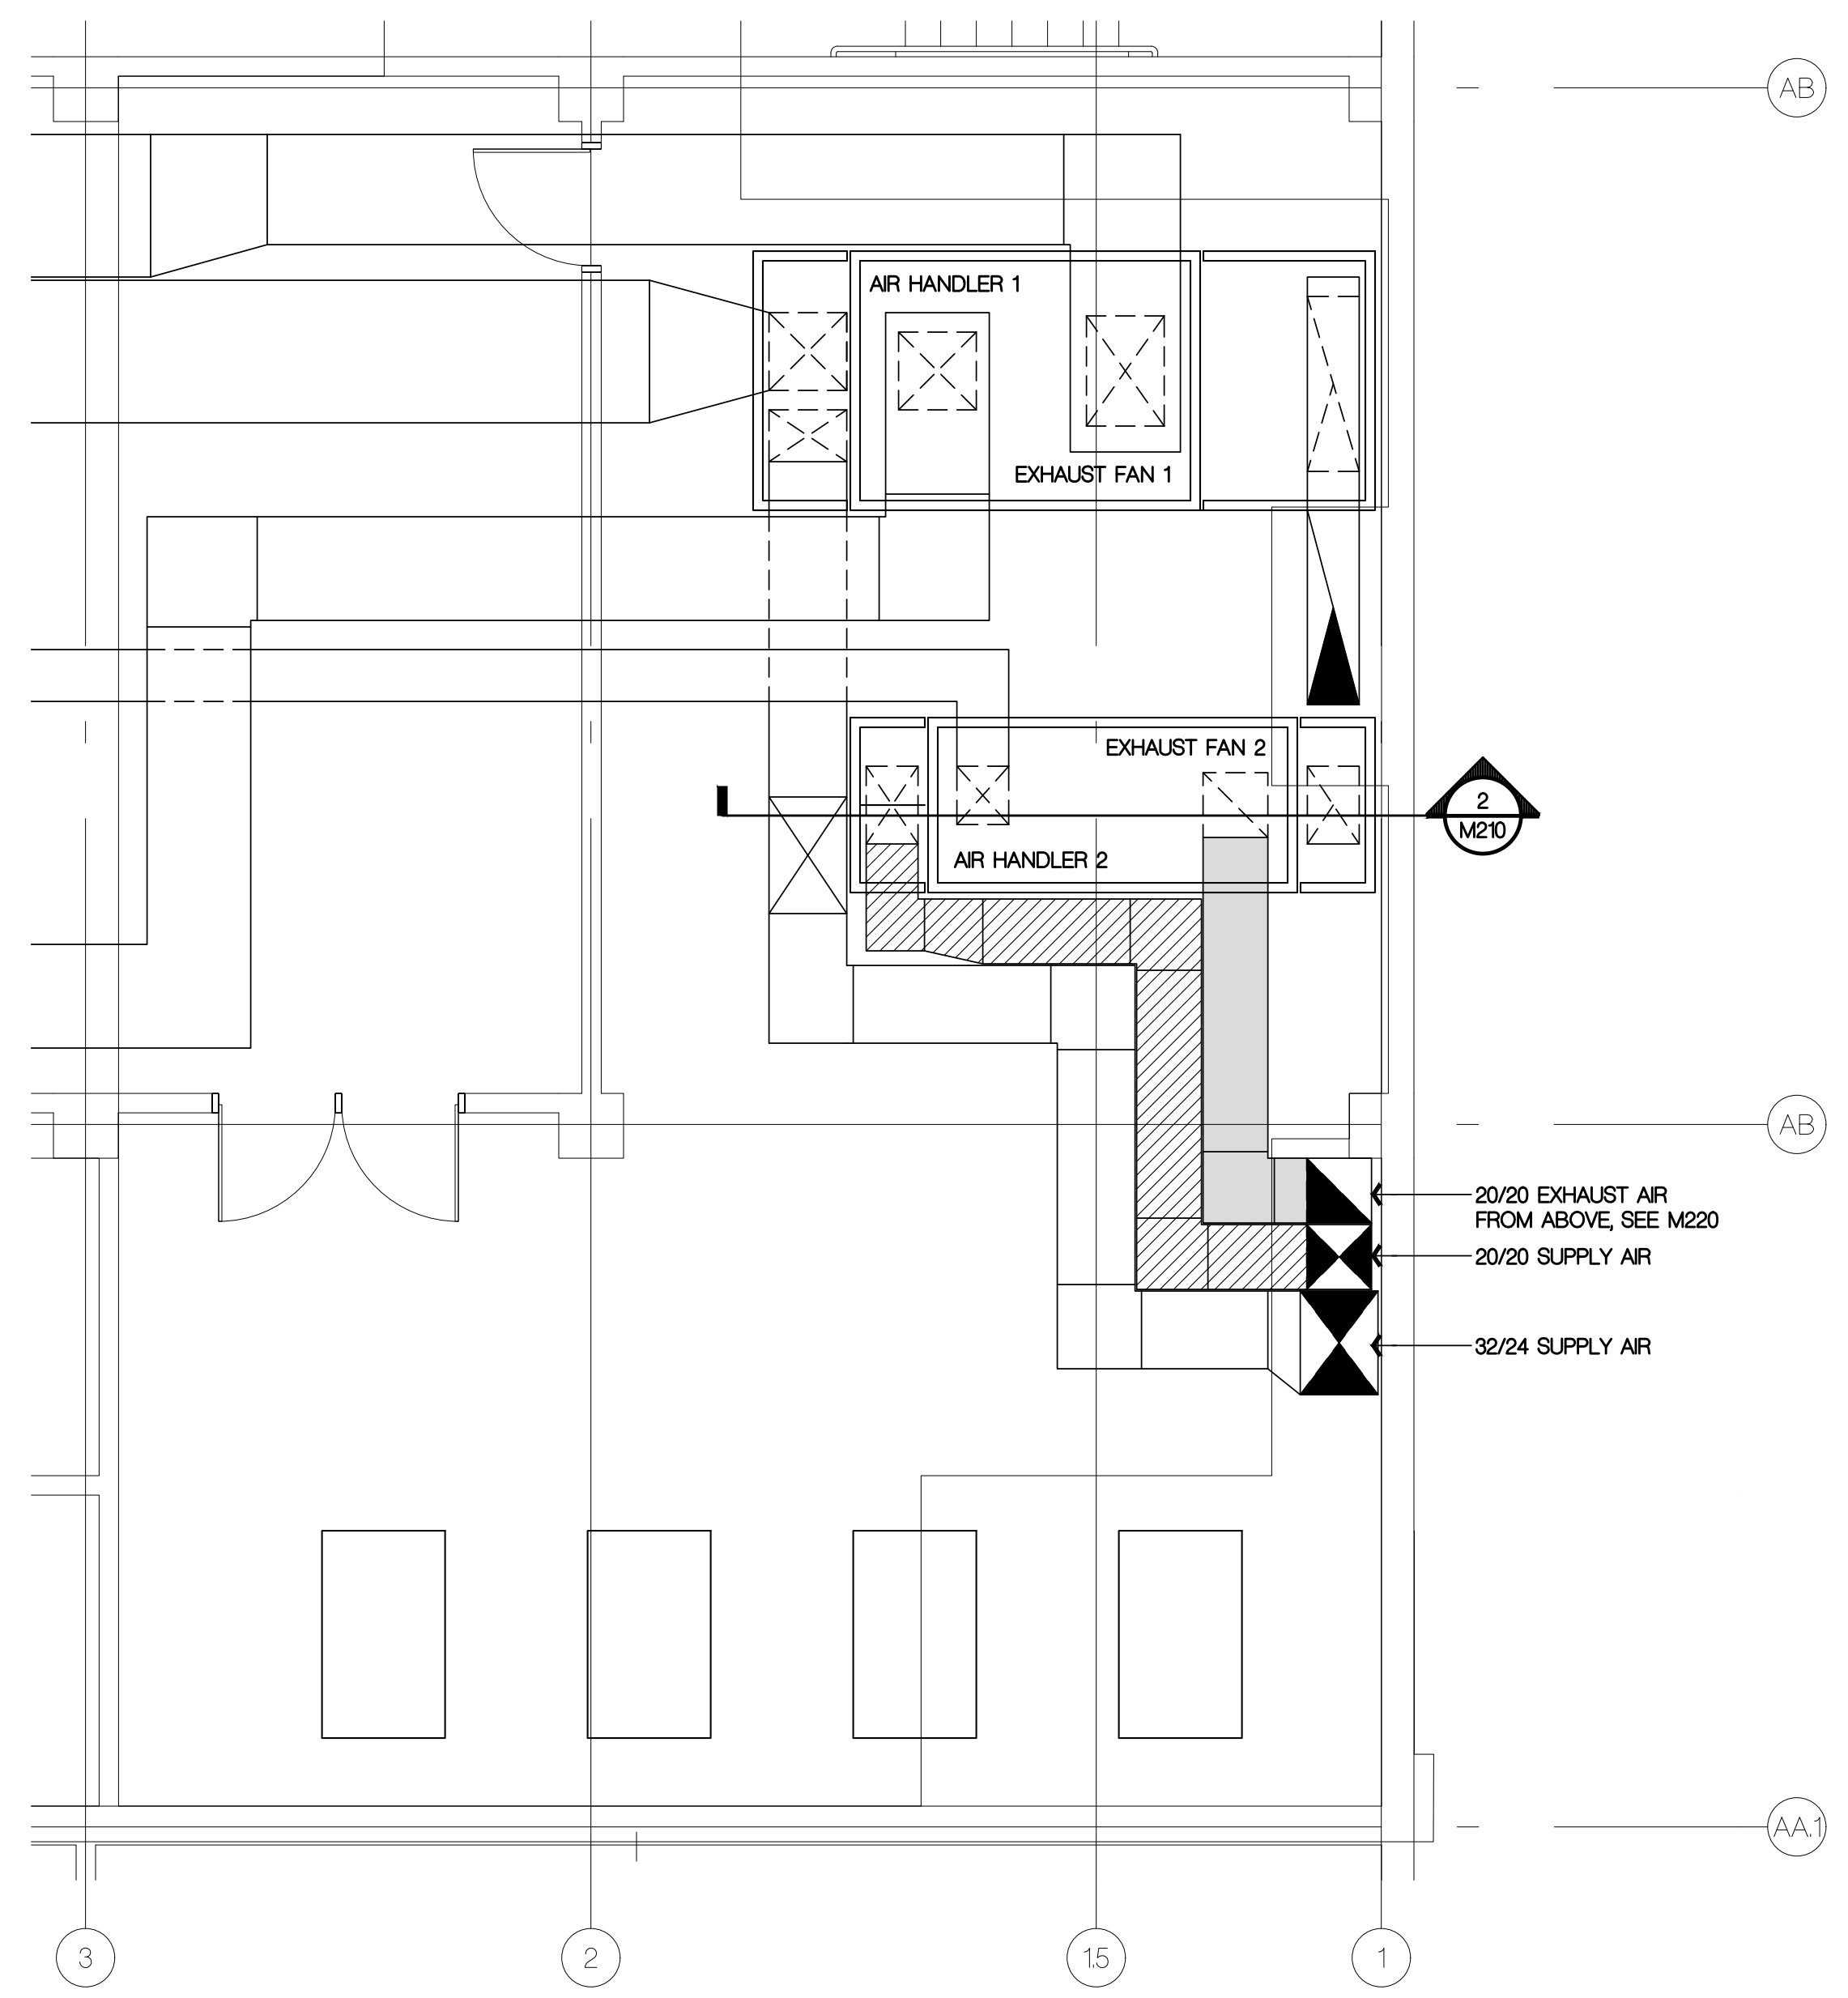 AB
AIR HANDLER 1
EXHAUST FAN 1
EXHAUST FAN 2
2
M210
AIR HANDLER 2
AB
20/20 EXHAUST AIR
FROM ABOVE, SEE M220
20/20 SUPPLY AIR
32/24 SUPPLY AIR
AA.1
3
2
1.5
1